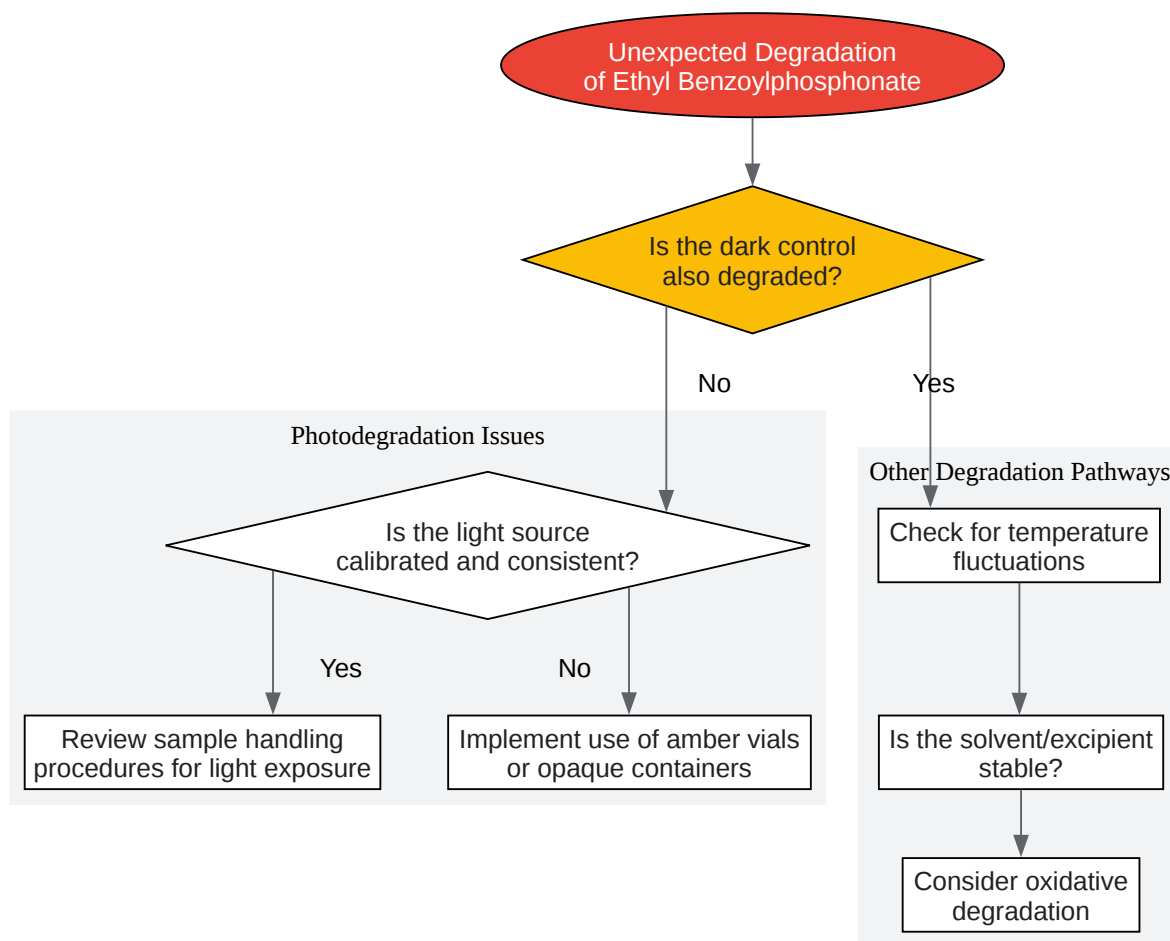 Unexpected Degradation
of Ethyl Benzoylphosphonate
Is the dark control
also degraded?
No
Yes
Photodegradation Issues
Is the light source
calibrated and consistent?
Yes
No
Review sample handling
procedures for light exposure
Implement use of amber vials
or opaque containers
Other Degradation Pathways
Check for temperature
fluctuations
Is the solvent/excipient
stable?
Consider oxidative
degradation